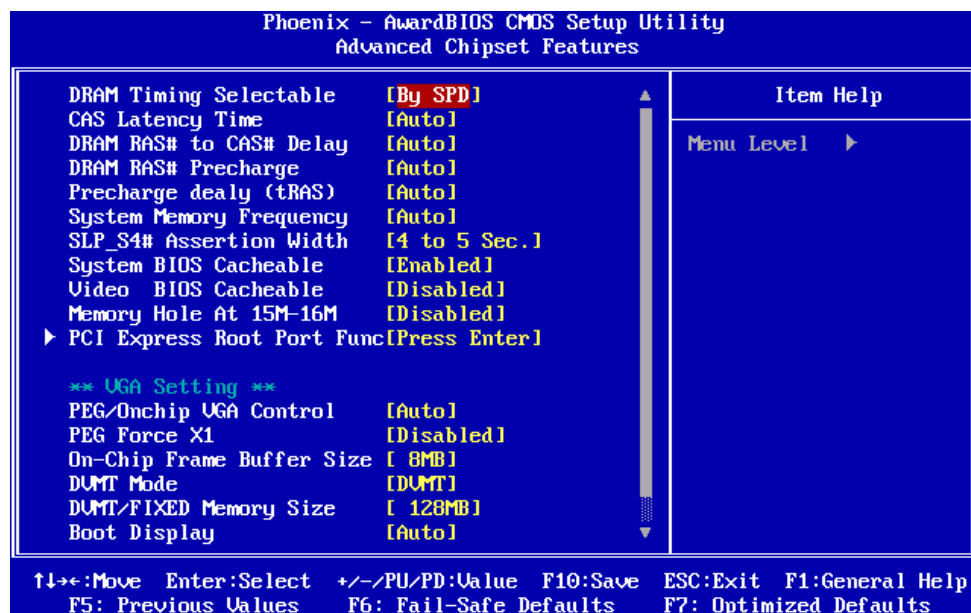 Phoenix - AwardBIOS CMOS Setup Utility
Advanced Chipset Features
DRAM Timing Selectable [By SPD]
CAS Latency Time [Auto]
DRAM RAS# to CAS# Delay [Auto]
DRAM RAS# Precharge [Auto]
Precharge dealy (tRAS) [Auto]
System Memory Frequency [Auto]
SLP_S4# Assertion Width [4 to 5 Sec.]
System BIOS Cacheable [Enabled]
Video BIOS Cacheable [Disabled]
Memory Hole At 15M-16M [Disabled]
PCI Express Root Port Func[Press Enter]
** VGA Setting **
PEG/Onchip VGA Control [Auto]
PEG Force X1 [Disabled]
On-Chip Frame Buffer Size [ 8MB]
DVMT Mode [DVMT]
DVMT/FIXED Memory Size [ 128MB]
Boot Display [Auto]
Item Help
Menu Level
↑↓→←:Move Enter:Select +/-/PU/PD:Value F10:Save ESC:Exit F1:General Help
F5: Previous Values F6: Fail-Safe Defaults F7: Optimized Defaults